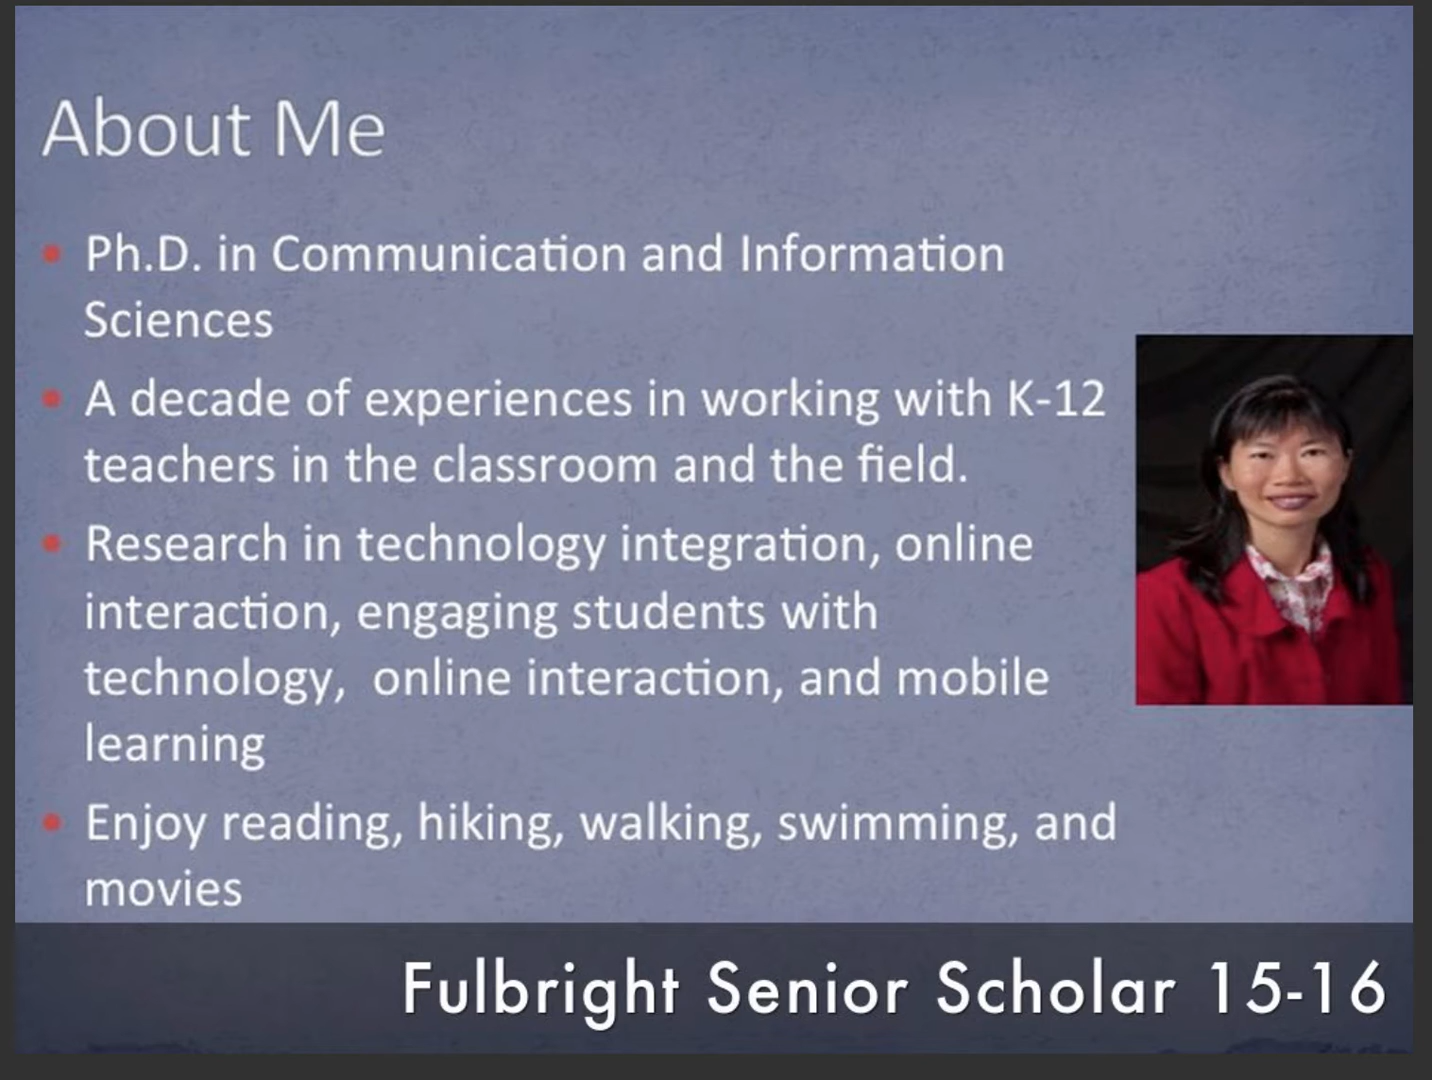 About Me
Ph.D. in Communication and Information
Sciences
A decade of experiences in working with K-12
teachers in the classroom and the field.
Research in technology integration, online
interaction, engaging students with
technology,  online interaction, and mobile
learning
Enjoy reading, hiking, walking, swimming, and
movies
Fulbright Senior Scholar 15-16